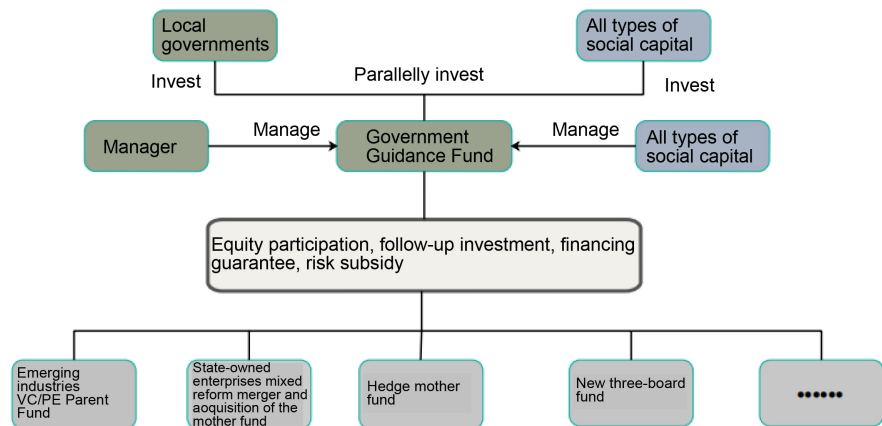 Local
governments
All types of
social capital
Invest
Parallelly invest
Invest
Manager
Manage
Government
Guidance Fund
Manage
All types of
social capital
Equity participation, follow-up investment, financing
guarantee, risk subsidy
Emerging
industries
VC/PE Parent
Fund
State-owned
enterprises mixed
reform merger and
aoquisition of the
mother fund
Hedge mother
fund
New three-board
fund
••••••